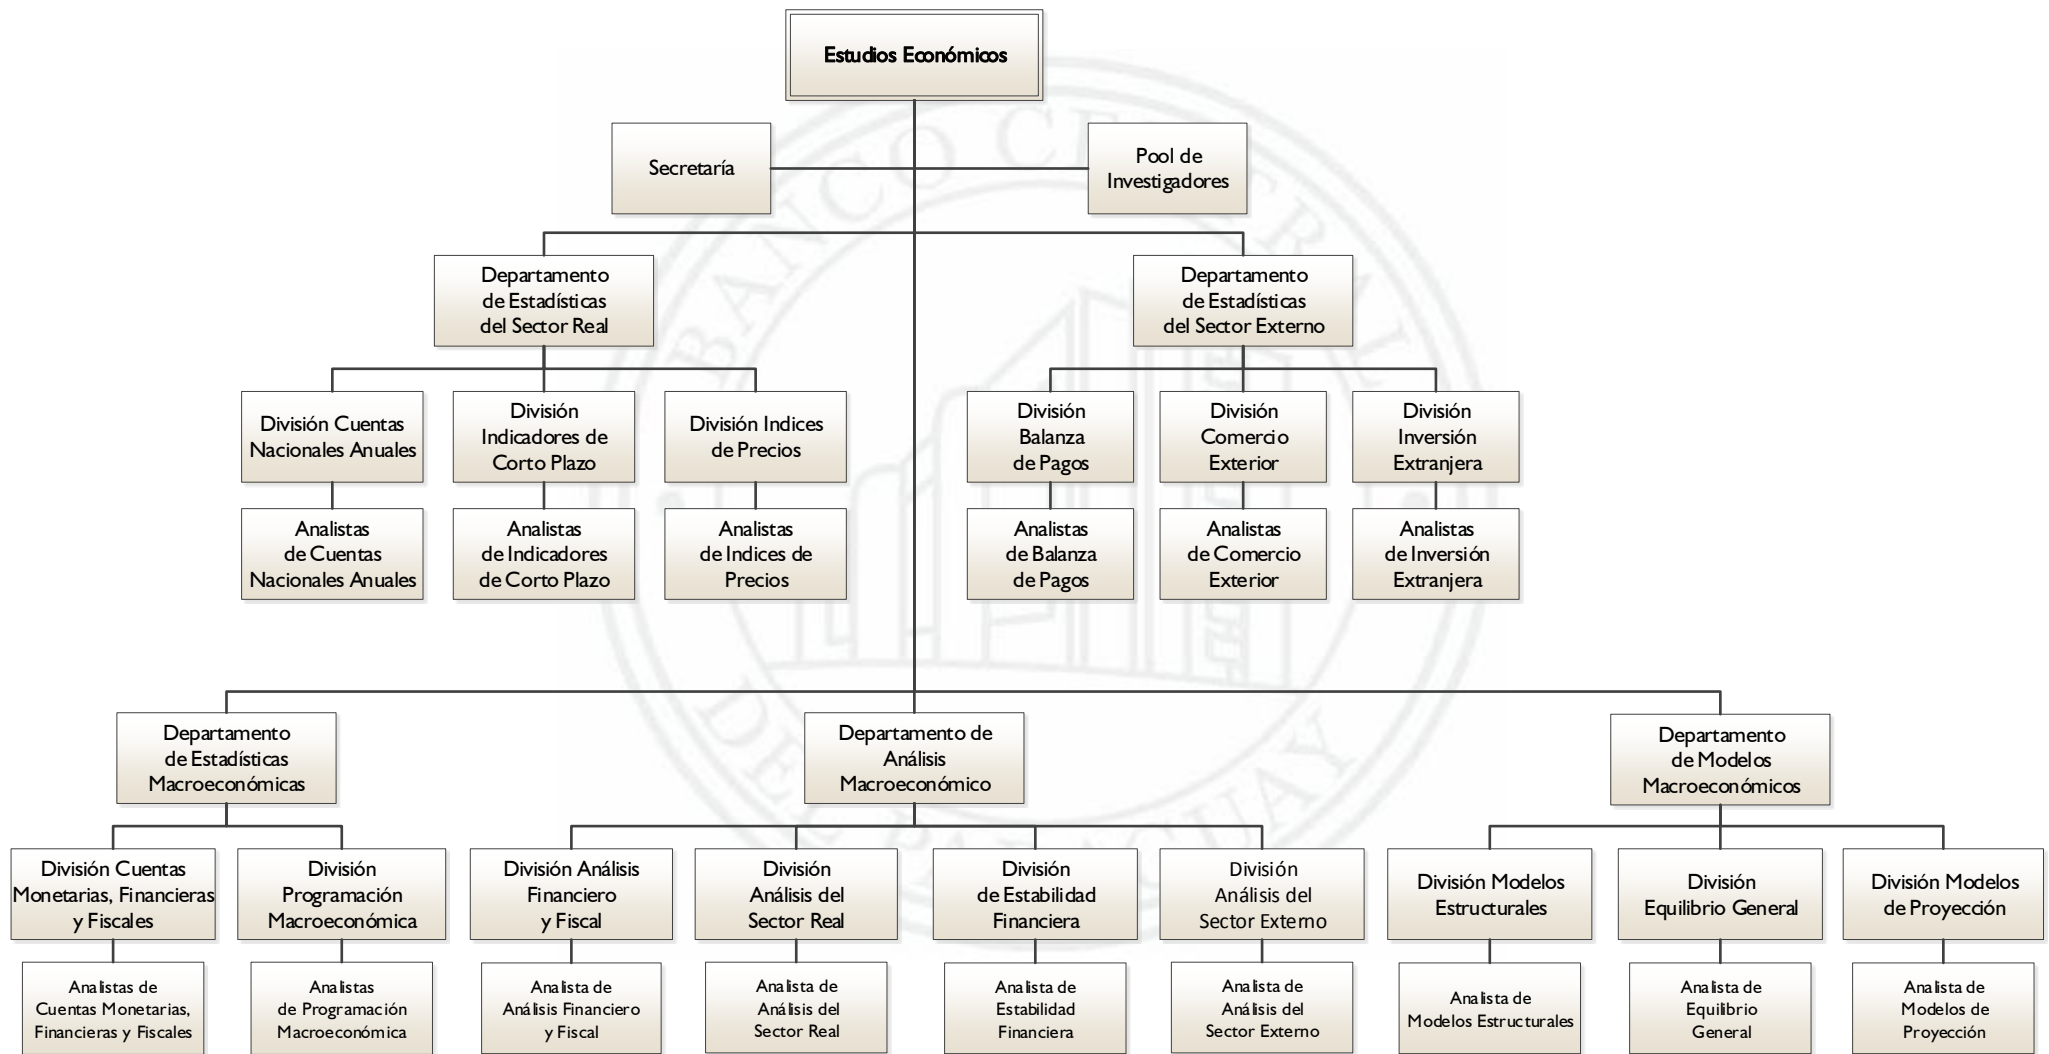 Estudios Económicos
Secretaría
Pool de
Investigadores
Departamento
de Estadísticas
del Sector Real
Departamento
de Estadísticas
del Sector Externo
División Cuentas
Nacionales Anuales
División
Indicadores de
Corto Plazo
División Indices
de Precios
División
Balanza
de Pagos
División
Comercio
Exterior
División
Inversión
Extranjera
Analistas
de Cuentas
Nacionales Anuales
Analistas
de Indicadores
de Corto Plazo
Analistas
de Indices de
Precios
Analistas
de Balanza
de Pagos
Analistas
de Comercio
Exterior
Analistas
de Inversión
Extranjera
Departamento
de Estadísticas
Macroeconómicas
Departamento de
Análisis
Macroeconómico
Departamento
de Modelos
Macroeconómicos
División Cuentas
Monetarias, Financieras
y Fiscales
División
Programación
Macroeconómica
División Análisis
Financiero
y Fiscal
División
Análisis del
Sector Real
División
de Estabilidad
Financiera
División
Análisis del
Sector Externo
División Modelos
Estructurales
División
Equilibrio General
División Modelos
de Proyección
Analistas de
Cuentas Monetarias,
Financieras y Fiscales
Analistas
de Programación
Macroeconómica
Analista de
Análisis Financiero
y Fiscal
Analista de
Análisis del
Sector Real
Analista de
Estabilidad
Financiera
Analista de
Análisis del
Sector Externo
Analista de
Modelos Estructurales
Analista de
Equilibrio
General
Analista de
Modelos de
Proyección
BANCO CENTRAL
DEL PARAGUAY